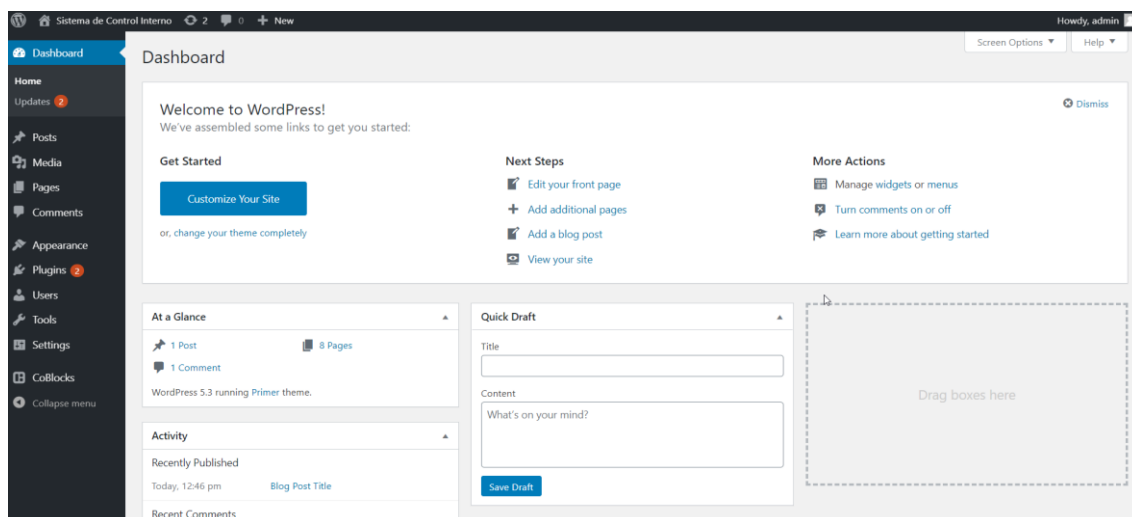 Sistema de Control Interno 2 0 New Howdy, admin
Screen Options Help
Dashboard
Home
Updates 2
Posts
Media
Pages
Comments
Appearance
Plugins 2
Users
Tools
Settings
CoBlocks
Collapse menu
Dashboard
Welcome to WordPress!
We've assembled some links to get you started:
Dismiss
Get Started
Customize Your Site
or, change your theme completely
Next Steps
Edit your front page
Add additional pages
Add a blog post
View your site
More Actions
Manage widgets or menus
Turn comments on or off
Learn more about getting started
At a Glance
1 Post 8 Pages
1 Comment
WordPress 5.3 running Primer theme.
Activity
Recently Published
Today, 12:46 pm Blog Post Title
Recent Comments
Quick Draft
Title
Content
What's on your mind?
Save Draft
Drag boxes here